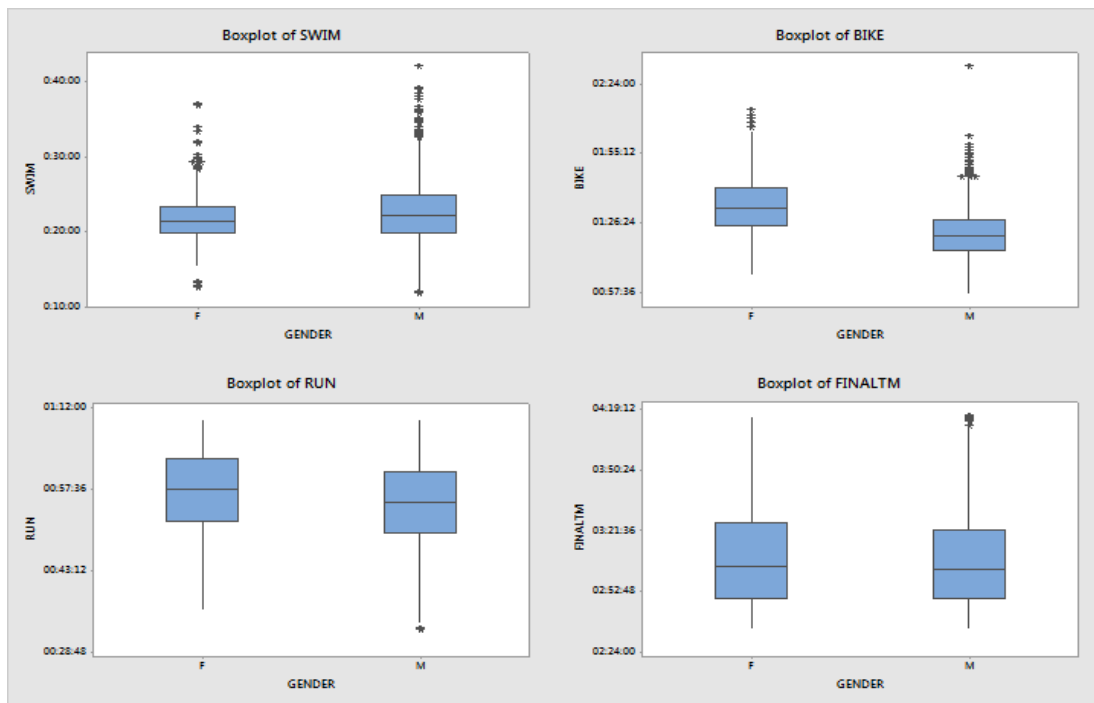 Boxplot of SWIM
0:40:00
0:30:00
0:20:00
0:10:00
SWIM
F M
GENDER
Boxplot of BIKE
02:24:00
01:55:12
01:26:24
00:57:36
BIKE
F M
GENDER
Boxplot of RUN
01:12:00
00:57:36
00:43:12
00:28:48
RUN
F M
GENDER
Boxplot of FINALTM
04:19:12
03:50:24
03:21:36
02:52:48
02:24:00
FINALTM
F M
GENDER